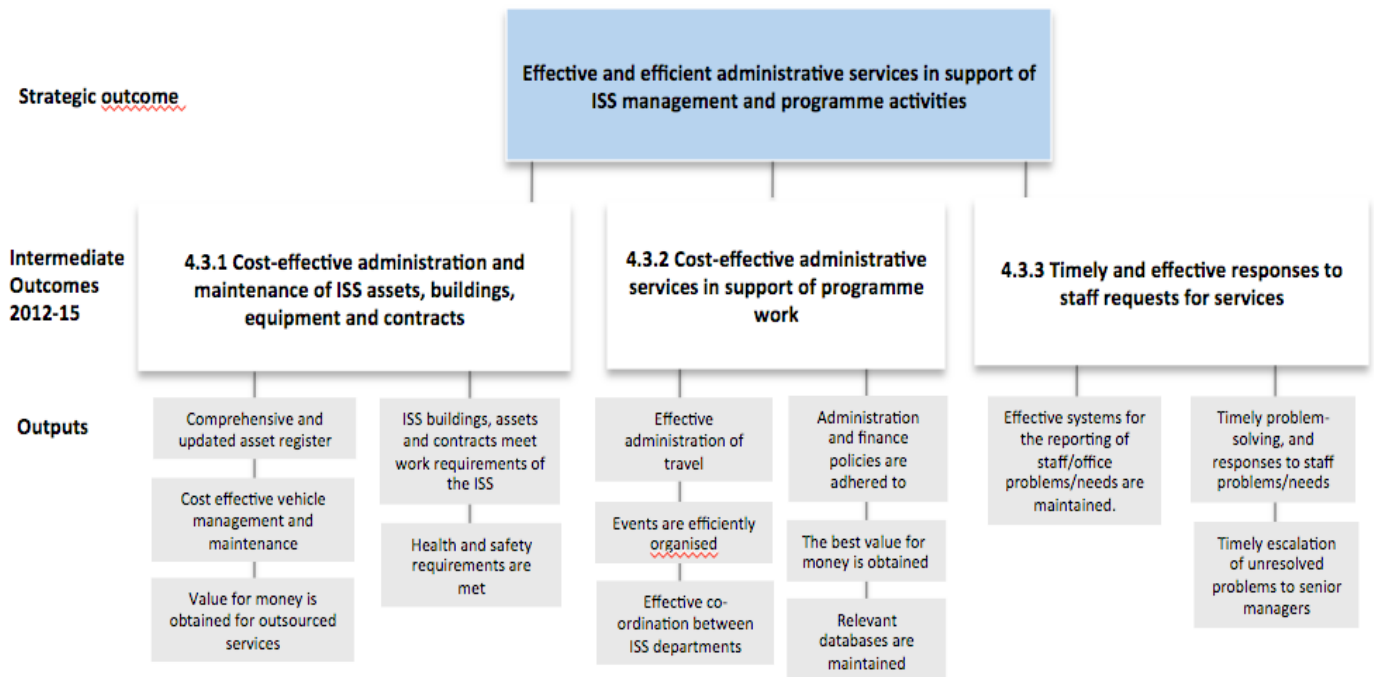 Strategic outcome
Effective and efficient administrative services in support of
ISS management and programme activities
Intermediate
Outcomes
2012-15
4.3.1 Cost-effective administration and
maintenance of ISS assets, buildings,
equipment and contracts
4.3.2 Cost-effective administrative
services in support of programme
work
4.3.3 Timely and effective responses to
staff requests for services
Outputs
Comprehensive and
updated asset register
Cost effective vehicle
management and
maintenance
Value for money is
obtained for outsourced
services
ISS buildings, assets
and contracts meet
work requirements of
the ISS
Health and safety
requirements are
met
Effective
administration of
travel
Events are efficiently
organised
Effective co-
ordination between
ISS departments
Administration
and finance
policies are
adhered to
The best value for
money is obtained
Relevant
databases are
maintained
Effective systems for
the reporting of
staff/office
problems/needs are
maintained.
Timely problem-
solving, and
responses to staff
problems/needs
Timely escalation
of unresolved
problems to senior
managers